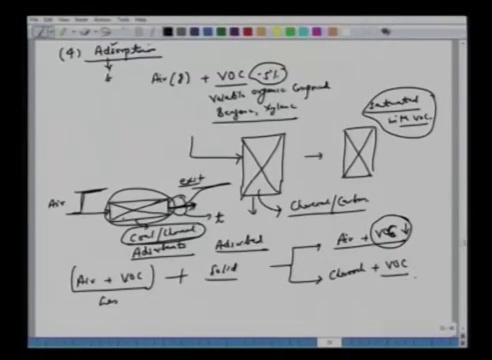 (4) Adsorption
Air (g) + VOC (~5%)
Volatile organic Compound
Benzene, Xylene
Saturated
with VOC.
exit
Air
t
Charcoal/Carbon
Coal/Charcoal
Adsorbents
Adsorbed
(Air + VOC) + Solid
Gas
Air + VOC ↓
Charcoal + VOC